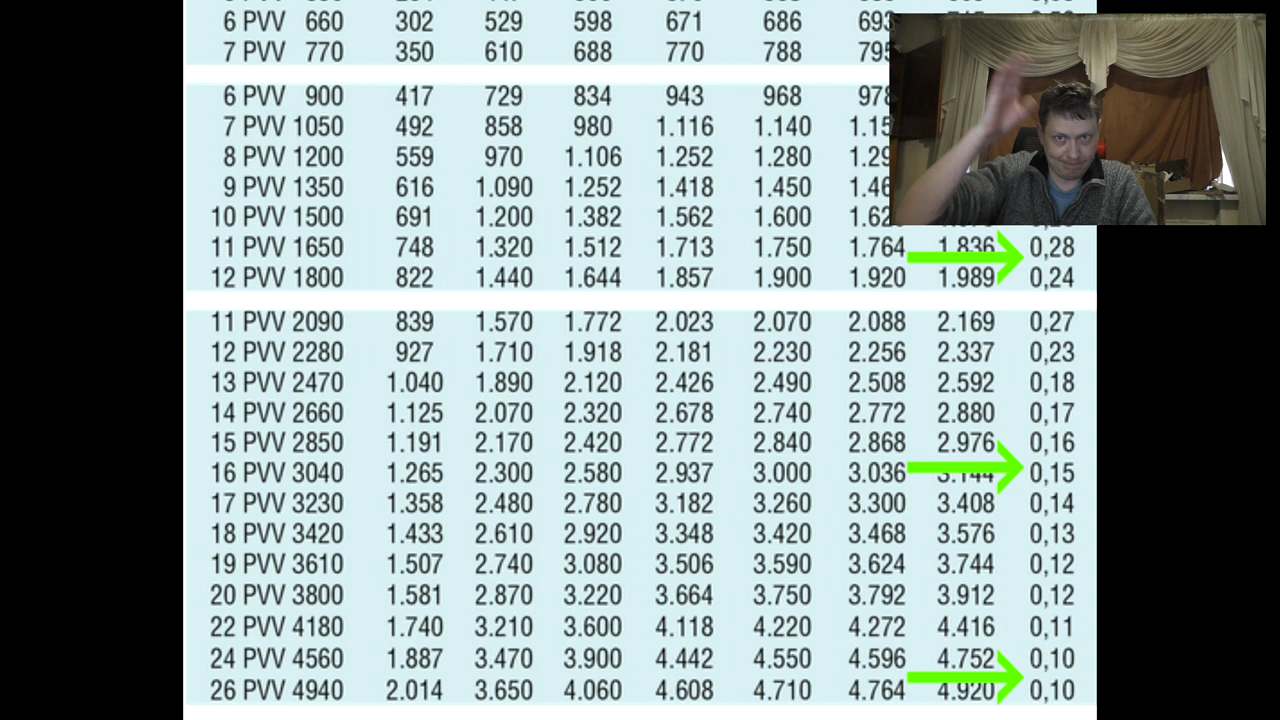 6 PVV 660 302 529 598 671 686 693
7 PVV 770 350 610 688 770 788 795
6 PVV 900 417 729 834 943 968 978
7 PVV 1050 492 858 980 1.116 1.140 1.15
8 PVV 1200 559 970 1.106 1.252 1.280 1.29
9 PVV 1350 616 1.090 1.252 1.418 1.450 1.46
10 PVV 1500 691 1.200 1.382 1.562 1.600 1.62
11 PVV 1650 748 1.320 1.512 1.713 1.750 1.764 1.836 0,28
12 PVV 1800 822 1.440 1.644 1.857 1.900 1.920 1.989 0,24
11 PVV 2090 839 1.570 1.772 2.023 2.070 2.088 2.169 0,27
12 PVV 2280 927 1.710 1.918 2.181 2.230 2.256 2.337 0,23
13 PVV 2470 1.040 1.890 2.120 2.426 2.490 2.508 2.592 0,18
14 PVV 2660 1.125 2.070 2.320 2.678 2.740 2.772 2.880 0,17
15 PVV 2850 1.191 2.170 2.420 2.772 2.840 2.868 2.976 0,16
16 PVV 3040 1.265 2.300 2.580 2.937 3.000 3.036 3.144 0,15
17 PVV 3230 1.358 2.480 2.780 3.182 3.260 3.300 3.408 0,14
18 PVV 3420 1.433 2.610 2.920 3.348 3.420 3.468 3.576 0,13
19 PVV 3610 1.507 2.740 3.080 3.506 3.590 3.624 3.744 0,12
20 PVV 3800 1.581 2.870 3.220 3.664 3.750 3.792 3.912 0,12
22 PVV 4180 1.740 3.210 3.600 4.118 4.220 4.272 4.416 0,11
24 PVV 4560 1.887 3.470 3.900 4.442 4.550 4.596 4.752 0,10
26 PVV 4940 2.014 3.650 4.060 4.608 4.710 4.764 4.920 0,10